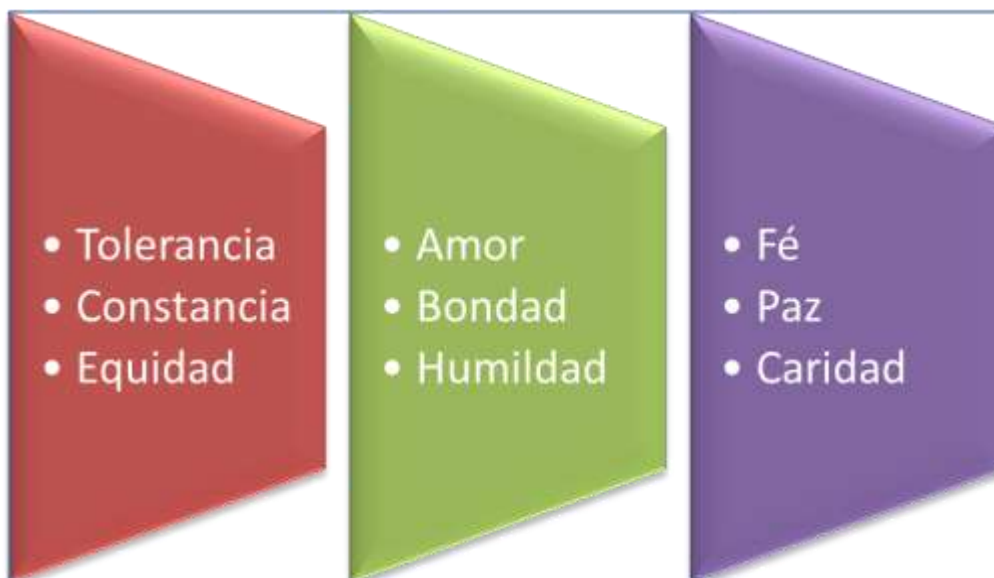 • Tolerancia
• Constancia
• Equidad
• Amor
• Bondad
• Humildad
• Fé
• Paz
• Caridad